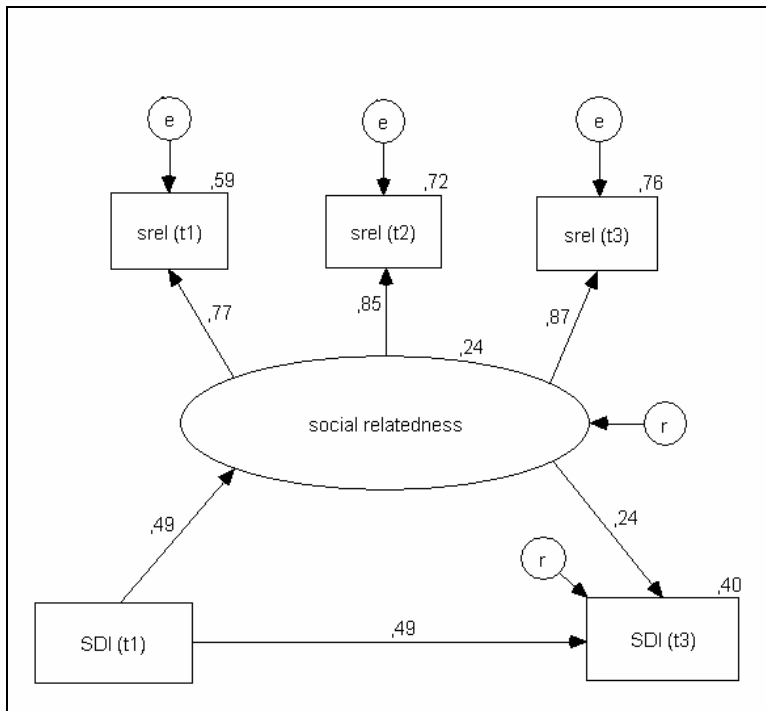 e
e
e
,59
,72
,76
srel (t1)
srel (t2)
srel (t3)
,77
,85
,87
,24
social relatedness
r
,49
,24
r
,40
SDI (t1)
,49
SDI (t3)